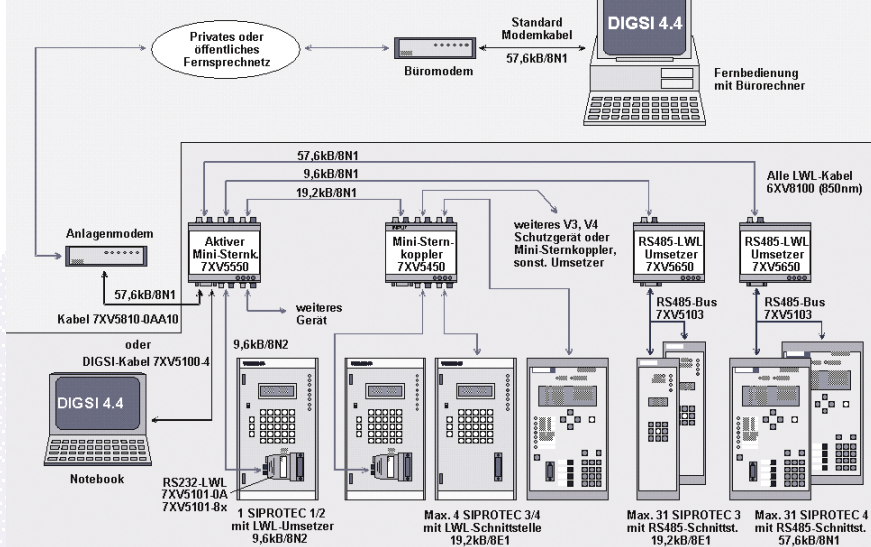 Privates oder
öffentliches
Fernsprechnetz
Büromodem
Standard
Modemkabel
57,6kB/8N1
DIGSI 4.4
Fernbedienung
mit Bürorechner
57,6kB/8N1
9,6kB/8N1
19,2kB/8N1
Alle LWL-Kabel
6XV8100 (850nm)
Anlagenmodem
Aktiver
Mini-Sternk.
7XV5550
INPUT
Mini-Stern-
koppler
7XV5450
weiteres V3, V4
Schutzgerät oder
Mini-Sternkoppler,
sonst. Umsetzer
RS485-LWL
Umsetzer
7XV5650
RS485-LWL
Umsetzer
7XV5650
57,6kB/8N1
Kabel 7XV5810-0AA10
weiteres
Gerät
RS485-Bus
7XV5103
RS485-Bus
7XV5103
oder
DIGSI-Kabel 7XV5100-4
9,6kB/8N2
DIGSI 4.4
Notebook
RS232-LWL
7XV5101-0A
7XV5101-8x
1 SIPROTEC 1/2
mit LWL-Umsetzer
9,6kB/8N2
Max. 4 SIPROTEC 3/4
mit LWL-Schnittstelle
19,2kB/8E1
Max. 31 SIPROTEC 3
mit RS485-Schnittst.
19,2kB/8E1
Max. 31 SIPROTEC 4
mit RS485-Schnittst.
57,6kB/8N1